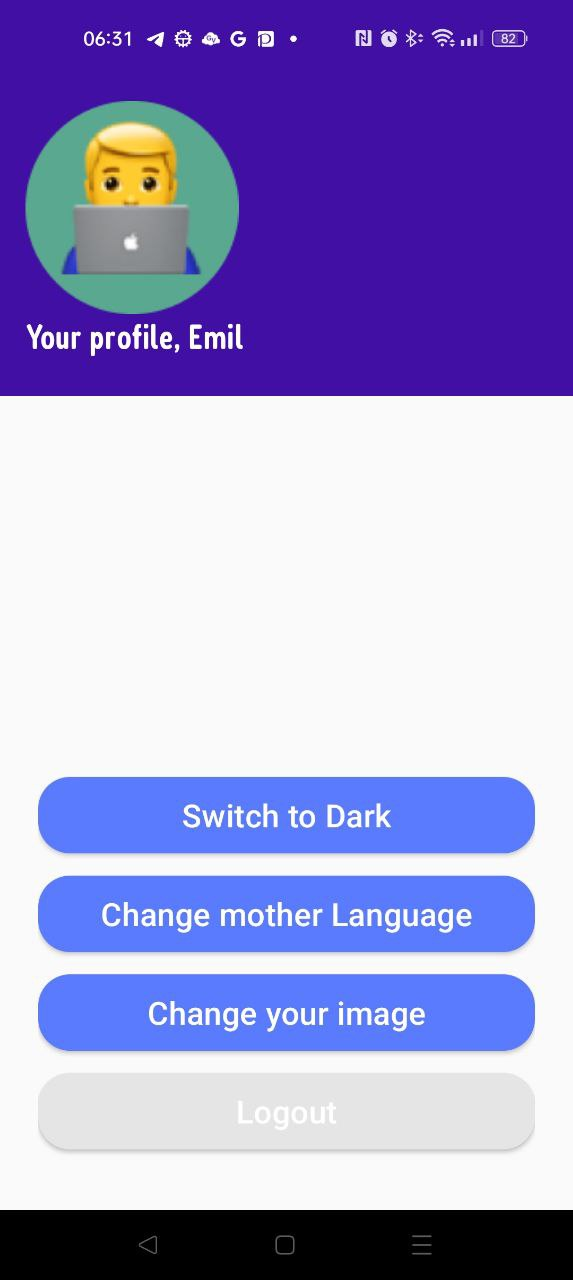 06:31
82
Your profile, Emil
Switch to Dark
Change mother Language
Change your image
Logout